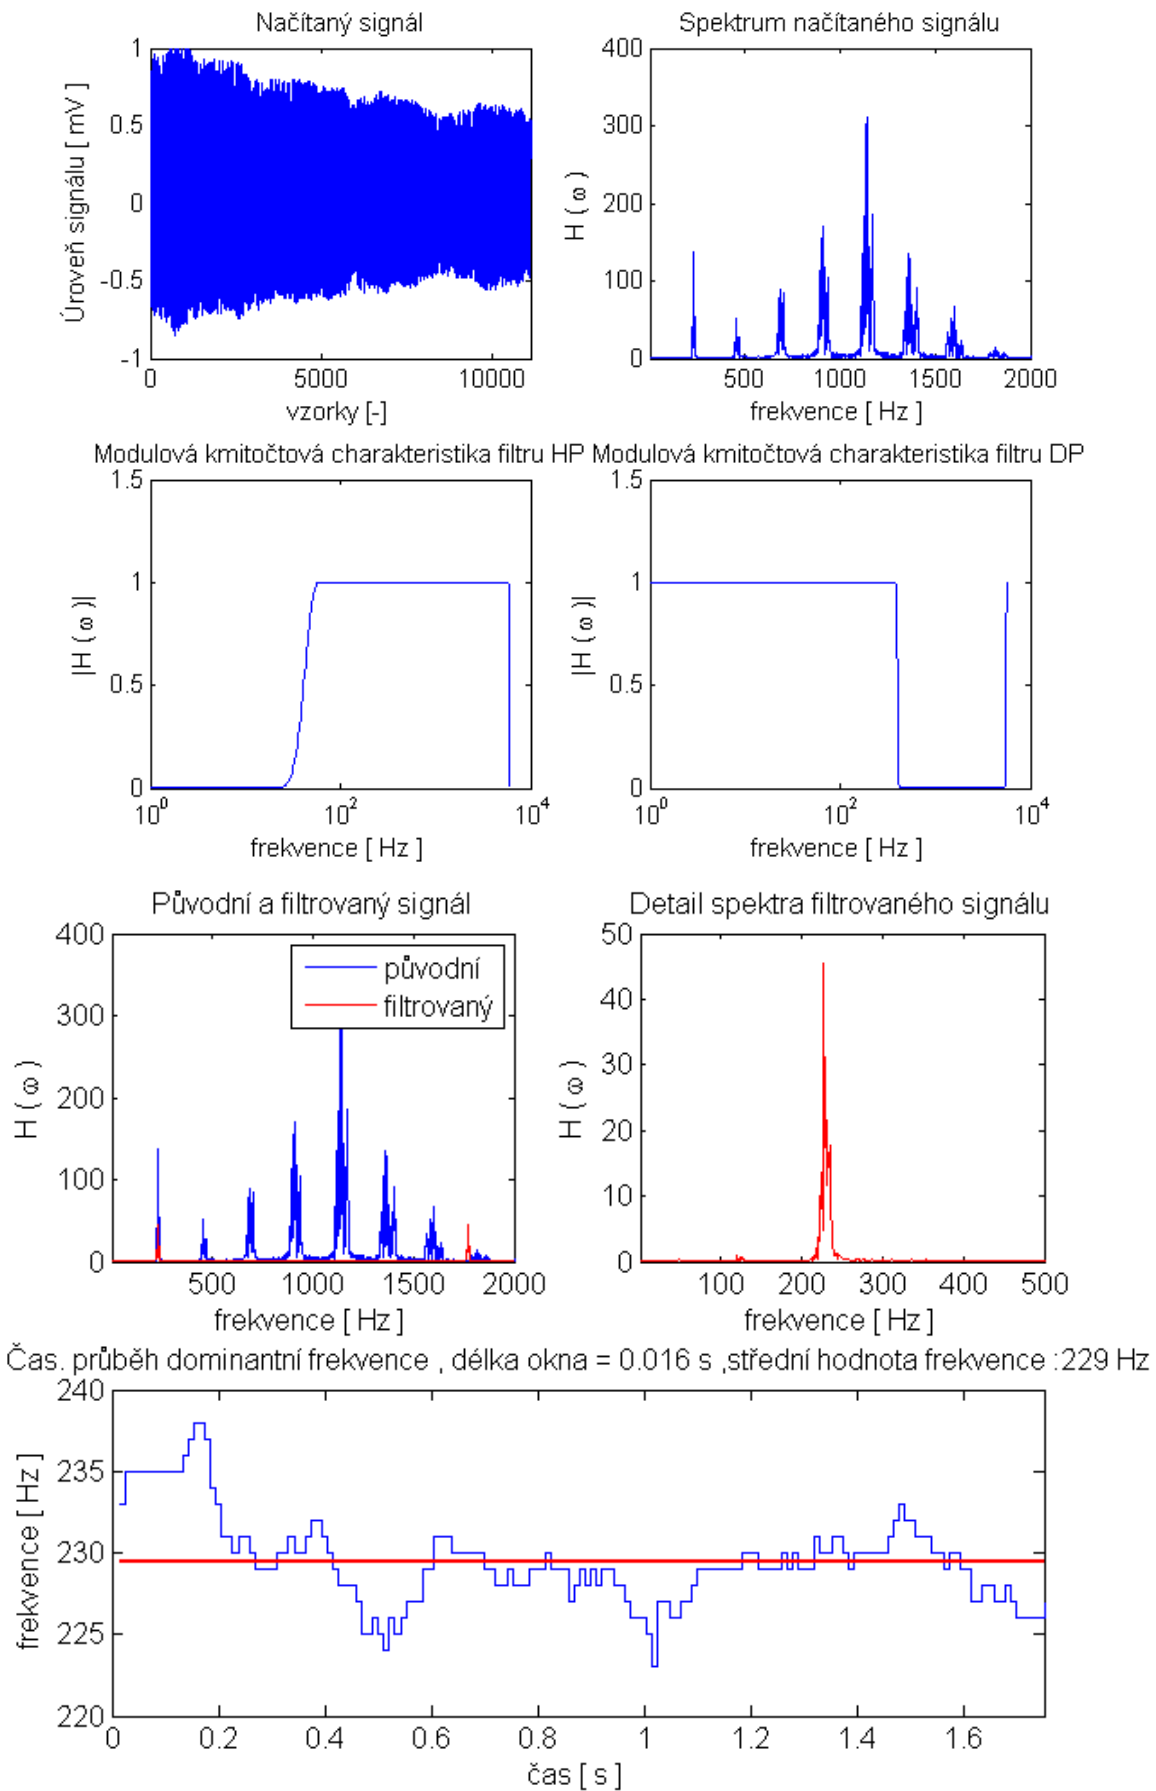 Načítaný signál
Úroveň signálu [ mV ]
1
0.5
0
-0.5
-1
0 5000 10000
vzorky [-]
Spektrum načítaného signálu
H ( ω )
400
300
200
100
0
500 1000 1500 2000
frekvence [ Hz ]
Modulová kmitočtová charakteristika filtru HP
|H ( ω )|
1.5
1
0.5
0
10^0 10^2 10^4
frekvence [ Hz ]
Modulová kmitočtová charakteristika filtru DP
|H ( ω )|
1.5
1
0.5
0
10^0 10^2 10^4
frekvence [ Hz ]
Původní a filtrovaný signál
H ( ω )
400
300
200
100
0
původní
filtrovaný
500 1000 1500 2000
frekvence [ Hz ]
Detail spektra filtrovaného signálu
H ( ω )
50
40
30
20
10
0
100 200 300 400 500
frekvence [ Hz ]
Čas. průběh dominantní frekvence , délka okna = 0.016 s ,střední hodnota frekvence :229 Hz
frekvence [ Hz ]
240
235
230
225
220
0 0.2 0.4 0.6 0.8 1 1.2 1.4 1.6
čas [ s ]